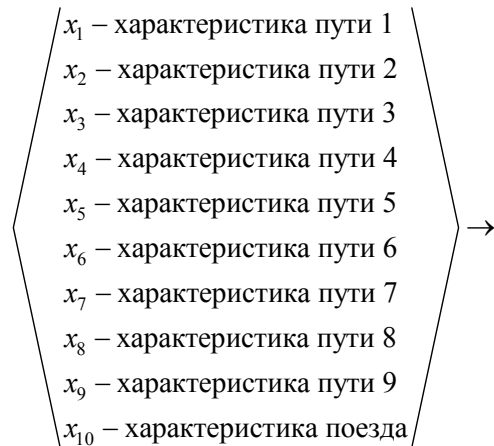 x₁ – характеристика пути 1
x₂ – характеристика пути 2
x₃ – характеристика пути 3
x₄ – характеристика пути 4
x₅ – характеристика пути 5
x₆ – характеристика пути 6
x₇ – характеристика пути 7
x₈ – характеристика пути 8
x₉ – характеристика пути 9
x₁₀ – характеристика поезда